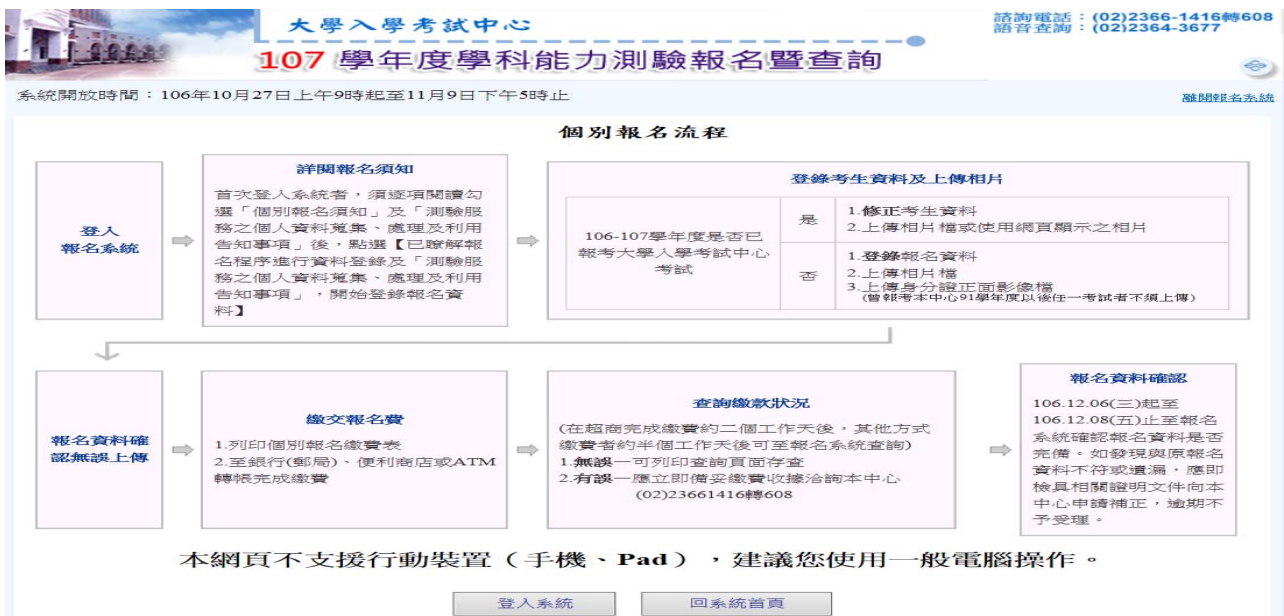 大學入學考試中心
諮詢電話：(02)2366-1416轉608
語音查詢：(02)2364-3677
107 學年度學科能力測驗報名暨查詢
系統開放時間：106年10月27日上午9時起至11月9日下午5時止
離開報名系統
個別報名流程
登入
報名系統
詳閱報名須知
首次登入系統者，須逐項閱讀勾
選「個別報名須知」及「測驗服
務之個人資料蒐集、處理及利用
告知事項」後，點選【已瞭解報
名程序進行資料登錄及「測驗服
務之個人資料蒐集、處理及利用
告知事項」，開始登錄報名資
料】
登錄考生資料及上傳相片
106-107學年度是否已
報考大學入學考試中心
考試
是
1.修正考生資料
2.上傳相片檔或使用網頁顯示之相片
否
1.登錄報名資料
2.上傳相片檔
3.上傳身分證正面影像檔
(曾報考本中心91學年度以後任一考試者不須上傳)
報名資料確
認無誤上傳
繳交報名費
1.列印個別報名繳費表
2.至銀行(郵局)、便利商店或ATM
轉帳完成繳費
查詢繳款狀況
(在超商完成繳費約二個工作天後，其他方式
繳費者約半個工作天後可至報名系統查詢)
1.無誤—可列印查詢頁面存查
2.有誤—應立即備妥繳費收據洽詢本中心
(02)23661416轉608
報名資料確認
106.12.06(三)起至
106.12.08(五)止至報名
系統確認報名資料是否
完備。如發現與原報名
資料不符或遺漏，應即
檢具相關證明文件向本
中心申請補正，逾期不
予受理。
本網頁不支援行動裝置（手機、Pad），建議您使用一般電腦操作。
登入系統
回系統首頁